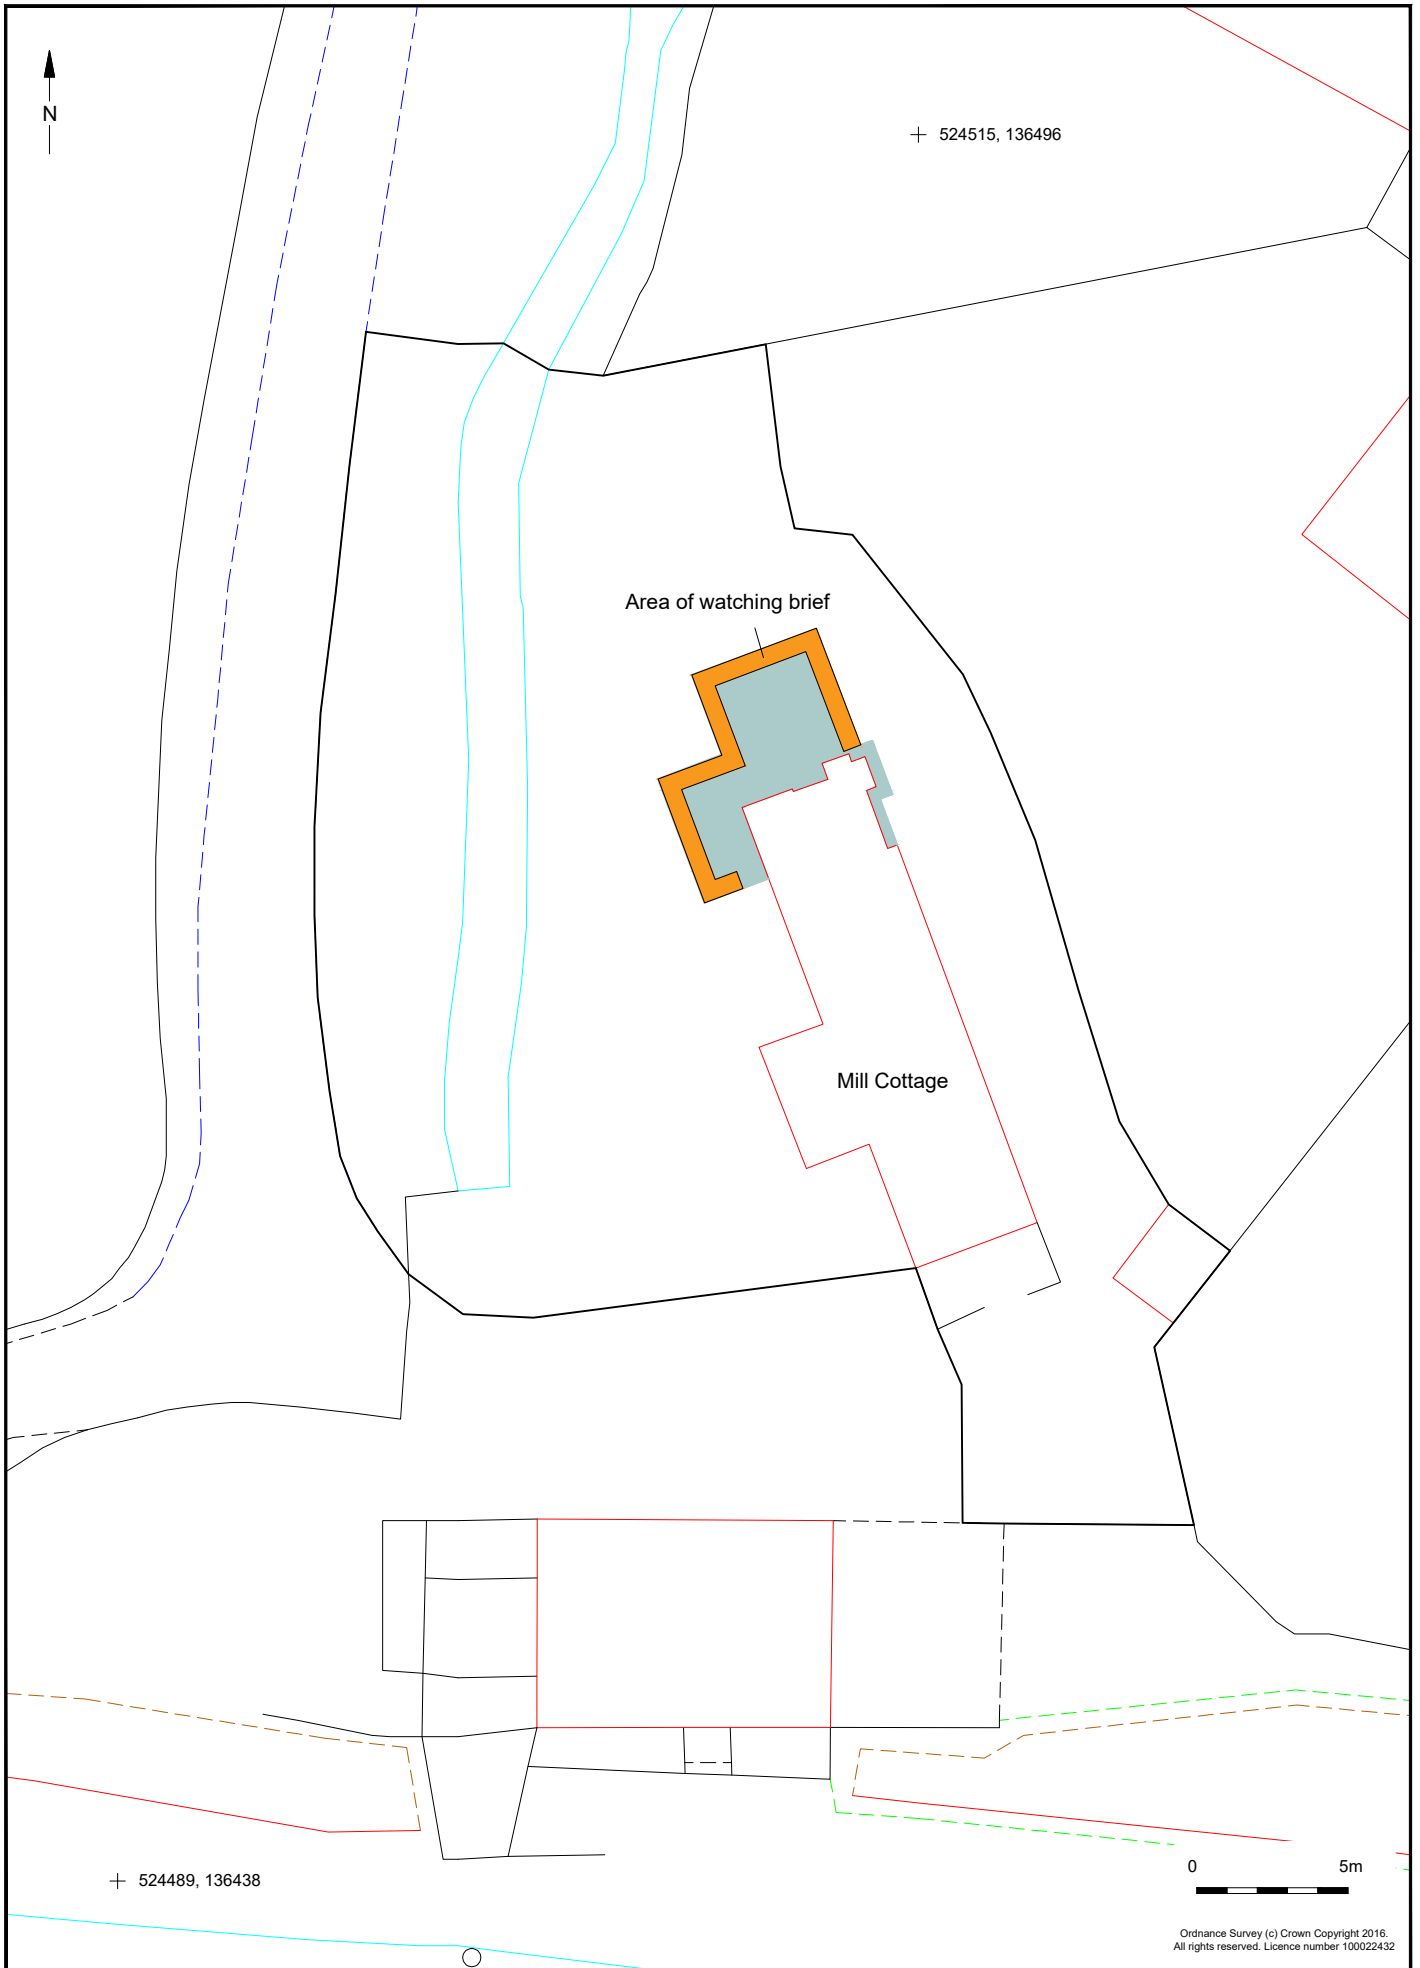 N
524515, 136496
Area of watching brief
Mill Cottage
0 5m
524489, 136438
Ordnance Survey (c) Crown Copyright 2016.
All rights reserved. Licence number 100022432